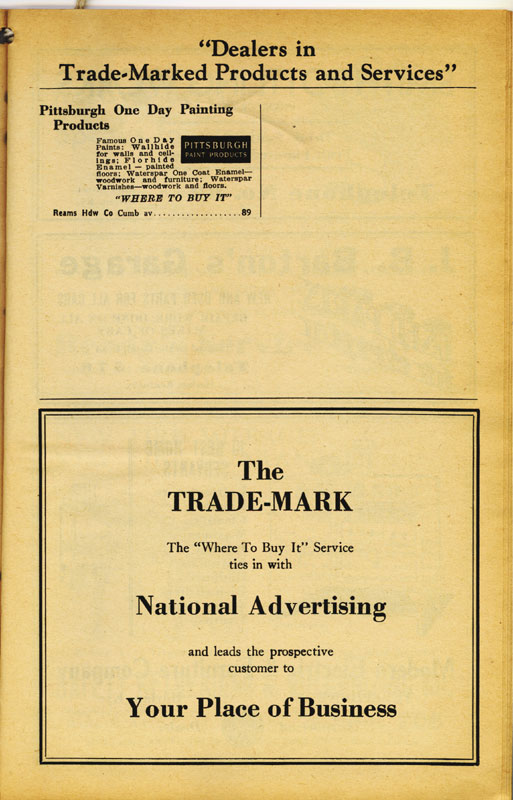 “Dealers in
Trade-Marked Products and Services”
Pittsburgh One Day Painting
Products
Famous One Day
Paints: Wallhide
for walls and ceil-
ings; Florhide
Enamel — painted
floors; Waterspar One Coat Enamel—
woodwork and furniture; Waterspar
Varnishes—woodwork and floors.
PITTSBURGH
PAINT PRODUCTS
“WHERE TO BUY IT”
Reams Hdw Co Cumb av...................89
J. R. Burton's Garage
The
TRADE-MARK
The “Where To Buy It” Service
ties in with
National Advertising
and leads the prospective
customer to
Your Place of Business